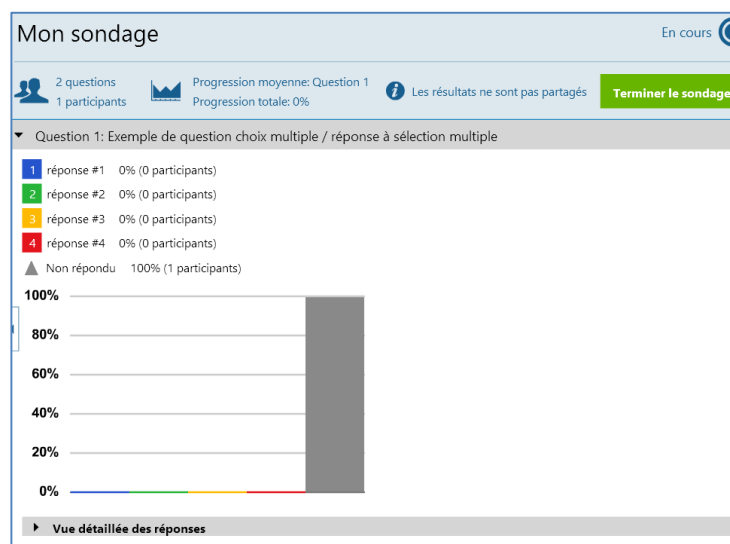 Mon sondage
En cours
2 questions
1 participants
Progression moyenne: Question 1
Progression totale: 0%
Les résultats ne sont pas partagés
Terminer le sondage
Question 1: Exemple de question choix multiple / réponse à sélection multiple
1 réponse #1 0% (0 participants)
2 réponse #2 0% (0 participants)
3 réponse #3 0% (0 participants)
4 réponse #4 0% (0 participants)
Non répondu 100% (1 participants)
100%
80%
60%
40%
20%
0%
Vue détaillée des réponses